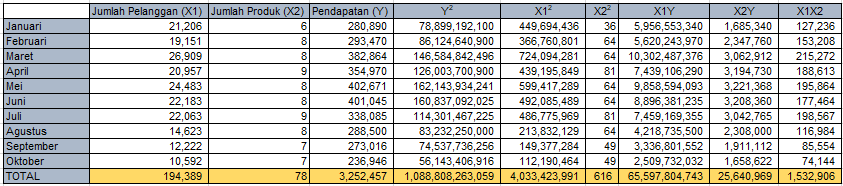 Jumlah Pelanggan (X1) Jumlah Produk (X2) Pendapatan (Y) Y² X1² X2² X1Y X2Y X1X2
Januari 21,206 6 280,890 78,899,192,100 449,694,436 36 5,956,553,340 1,685,340 127,236
Februari 19,151 8 293,470 86,124,640,900 366,760,801 64 5,620,243,970 2,347,760 153,208
Maret 26,909 8 382,864 146,584,842,496 724,094,281 64 10,302,487,376 3,062,912 215,272
April 20,957 9 354,970 126,003,700,900 439,195,849 81 7,439,106,290 3,194,730 188,613
Mei 24,483 8 402,671 162,143,934,241 599,417,289 64 9,858,594,093 3,221,368 195,864
Juni 22,183 8 401,045 160,837,092,025 492,085,489 64 8,896,381,235 3,208,360 177,464
Juli 22,063 9 338,085 114,301,467,225 486,775,969 81 7,459,169,355 3,042,765 198,567
Agustus 14,623 8 288,500 83,232,250,000 213,832,129 64 4,218,735,500 2,308,000 116,984
September 12,222 7 273,016 74,537,736,256 149,377,284 49 3,336,801,552 1,911,112 85,554
Oktober 10,592 7 236,946 56,143,406,916 112,190,464 49 2,509,732,032 1,658,622 74,144
TOTAL 194,389 78 3,252,457 1,088,808,263,059 4,033,423,991 616 65,597,804,743 25,640,969 1,532,906